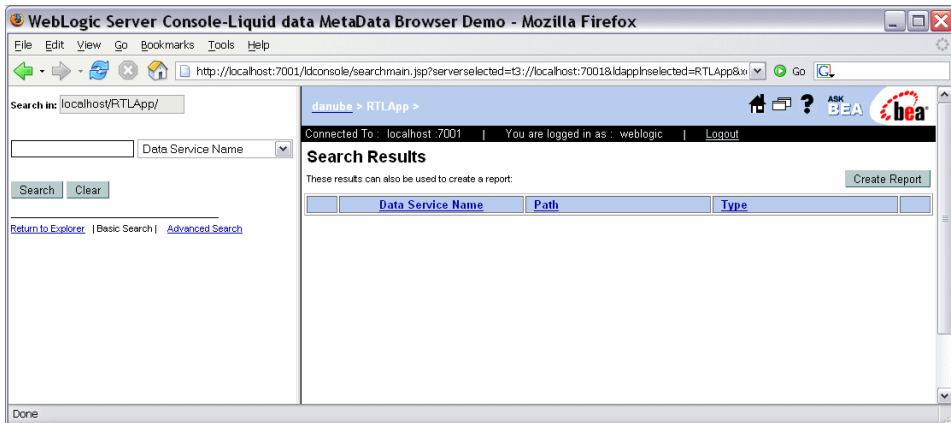 WebLogic Server Console-Liquid data MetaData Browser Demo - Mozilla Firefox
File Edit View Go Bookmarks Tools Help
http://localhost:7001/ldconsole/searchmain.jsp?serverselected=t3://localhost:7001&ldappInselected=RTLApp&x Go G
Search in: localhost/RTLApp/
Data Service Name
Search Clear
Return to Explorer | Basic Search | Advanced Search
danube > RTLApp >
? ASK BEA bea
Connected To : localhost :7001 | You are logged in as : weblogic | Logout
Search Results
These results can also be used to create a report:
Create Report
Data Service Name Path Type
Done